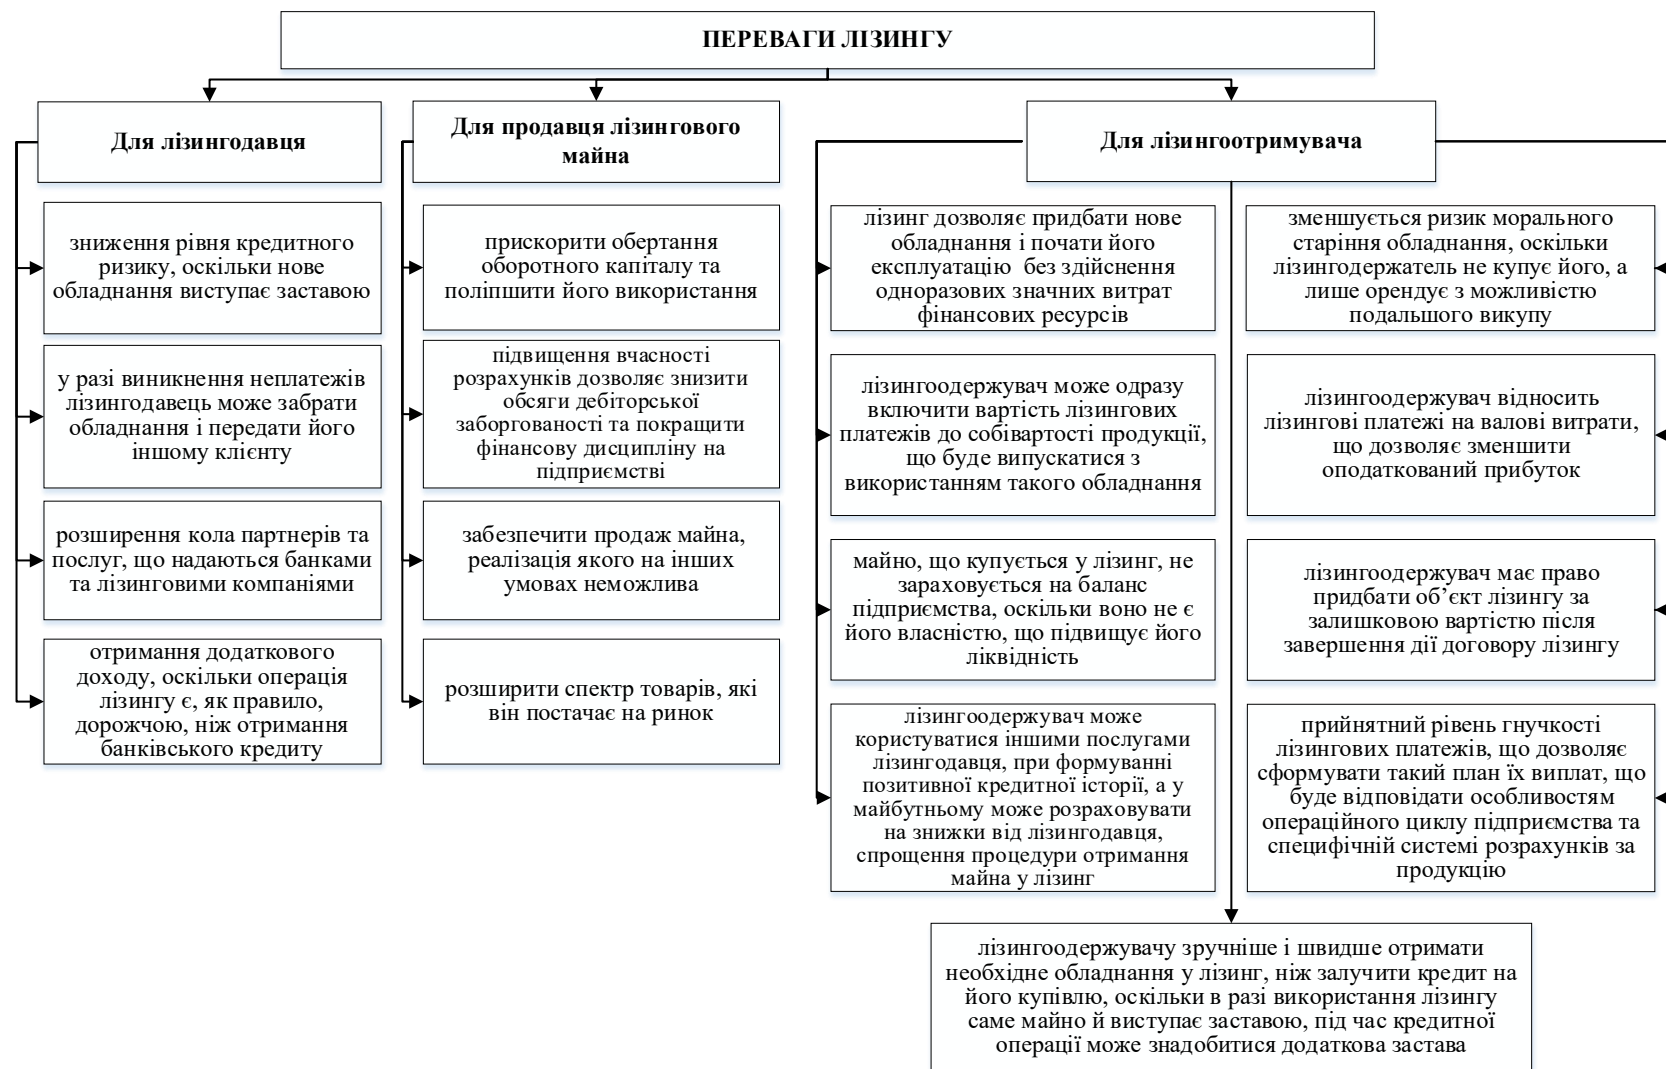 ПЕРЕВАГИ ЛІЗИНГУ
Для лізингодавця
зниження рівня кредитного
ризику, оскільки нове
обладнання виступає заставою
у разі виникнення неплатежів
лізингодавець може забрати
обладнання і передати його
іншому клієнту
розширення кола партнерів та
послуг, що надаються банками
та лізинговими компаніями
отримання додаткового
доходу, оскільки операція
лізингу є, як правило,
дорожчою, ніж отримання
банківського кредиту
Для продавця лізингового
майна
прискорити обертання
оборотного капіталу та
поліпшити його використання
підвищення вчасності
розрахунків дозволяє знизити
обсяги дебіторської
заборгованості та покращити
фінансову дисципліну на
підприємстві
забезпечити продаж майна,
реалізація якого на інших
умовах неможлива
розширити спектр товарів, які
він постачає на ринок
Для лізингоотримувача
лізинг дозволяє придбати нове
обладнання і почати його
експлуатацію без здійснення
одноразових значних витрат
фінансових ресурсів
лізингоодержувач може одразу
включити вартість лізингових
платежів до собівартості продукції,
що буде випускатися з
використанням такого обладнання
майно, що купується у лізинг, не
зараховується на баланс
підприємства, оскільки воно не є
його власністю, що підвищує його
ліквідність
лізингоодержувач може
користуватися іншими послугами
лізингодавця, при формуванні
позитивної кредитної історії, а у
майбутньому може розраховувати
на знижки від лізингодавця,
спрощення процедури отримання
майна у лізинг
зменшується ризик морального
старіння обладнання, оскільки
лізингодержатель не купує його, а
лише орендує з можливістю
подальшого викупу
лізингоодержувач відносить
лізингові платежі на валові витрати,
що дозволяє зменшити
оподаткований прибуток
лізингоодержувач має право
придбати об’єкт лізингу за
залишковою вартістю після
завершення дії договору лізингу
прийнятний рівень гнучкості
лізингових платежів, що дозволяє
сформувати такий план їх виплат, що
буде відповідати особливостям
операційного циклу підприємства та
специфічній системі розрахунків за
продукцію
лізингоодержувачу зручніше і швидше отримати
необхідне обладнання у лізинг, ніж залучити кредит на
його купівлю, оскільки в разі використання лізингу
саме майно й виступає заставою, під час кредитної
операції може знадобитися додаткова застава